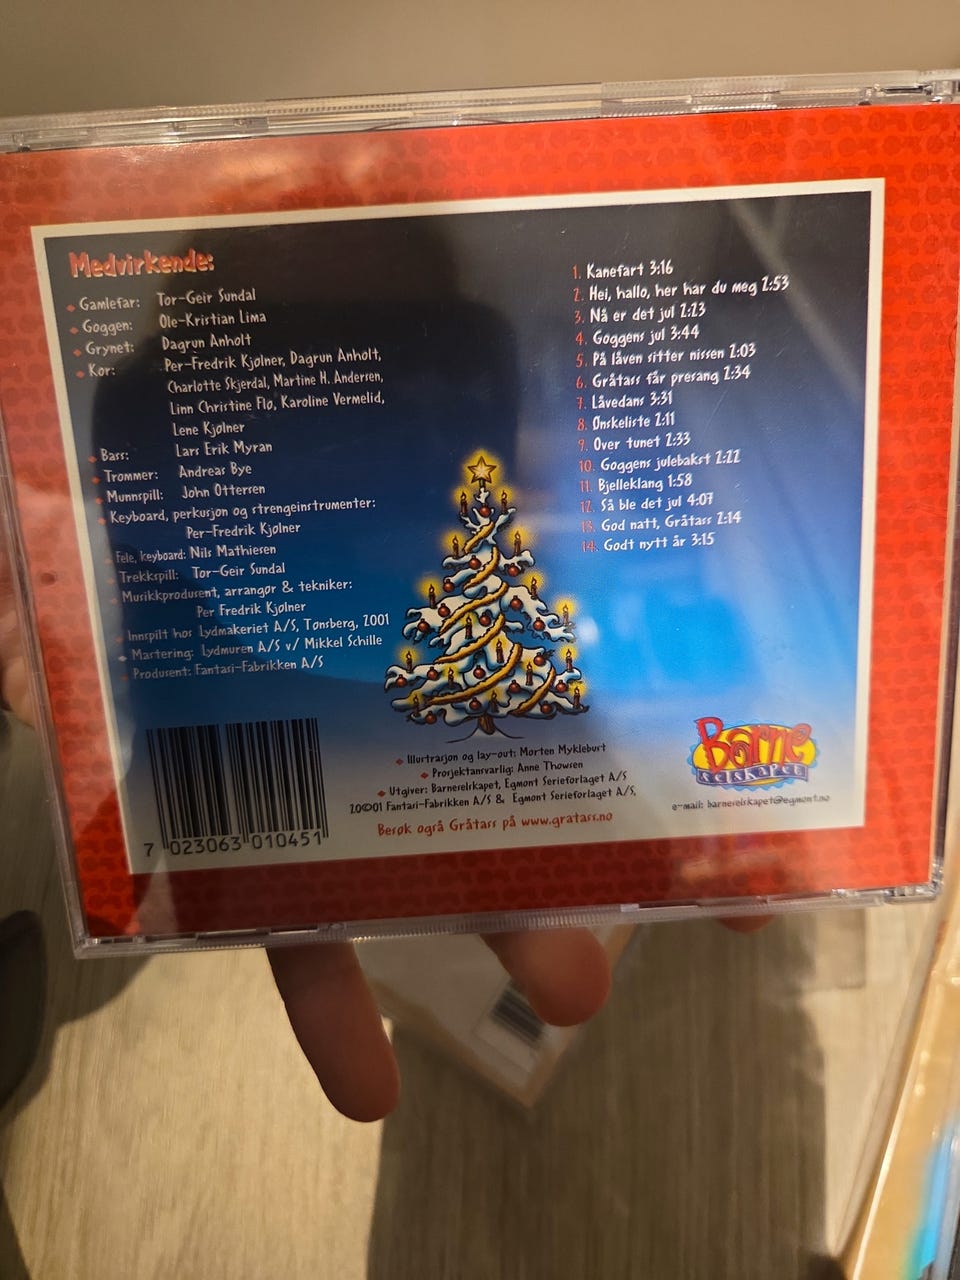 Medvirkende:
Gamlefar: Tor-Geir Sundal
Goggen: Ole-Kristian Lima
Grynet: Dagrun Anholt
Kor: Per-Fredrik Kjølner, Dagrun Anholt,
Charlotte Skjerdal, Martine H. Andersen,
Linn Christine Flo, Karoline Vermelid,
Lene Kjølner
Bass: Lars Erik Myran
Trommer: Andreas Bye
Munnspill: John Ottersen
Keyboard, perkusjon og strengeinstrumenter:
Per-Fredrik Kjølner
Fele, keyboard: Nils Mathiesen
Trekkspill: Tor-Geir Sundal
Musikkprodusent, arrangør & tekniker:
Per Fredrik Kjølner
Innspilt hos Lydmakeriet A/S, Tønsberg, 2001
Mastering: Lydmuren A/S v/ Mikkel Schille
Produsent: Fantasi-Fabrikken A/S
1. Kanefart 3:16
2. Hei, hallo, her har du meg 2:53
3. Nå er det jul 2:23
4. Goggens jul 3:44
5. På låven sitter nissen 2:03
6. Gråtass får presang 2:34
7. Låvedans 3:31
8. Ønskeliste 2:11
9. Over tunet 2:33
10. Goggens julebakst 2:22
11. Bjelleklang 1:58
12. Så ble det jul 4:07
13. God natt, Gråtass 2:14
14. Godt nytt år 3:15
Illustrasjon og lay-out: Morten Myklebust
Prosjektansvarlig: Anne Thowsen
Utgiver: Barneselskapet, Egmont Serieforlaget A/S
20©01 Fantasi-Fabrikken A/S & Egmont Serieforlaget A/S,
Besøk også Gråtass på www.gratass.no
Barne
selskapet
e-mail: barneselskapet@egmont.no
7 023063 010451